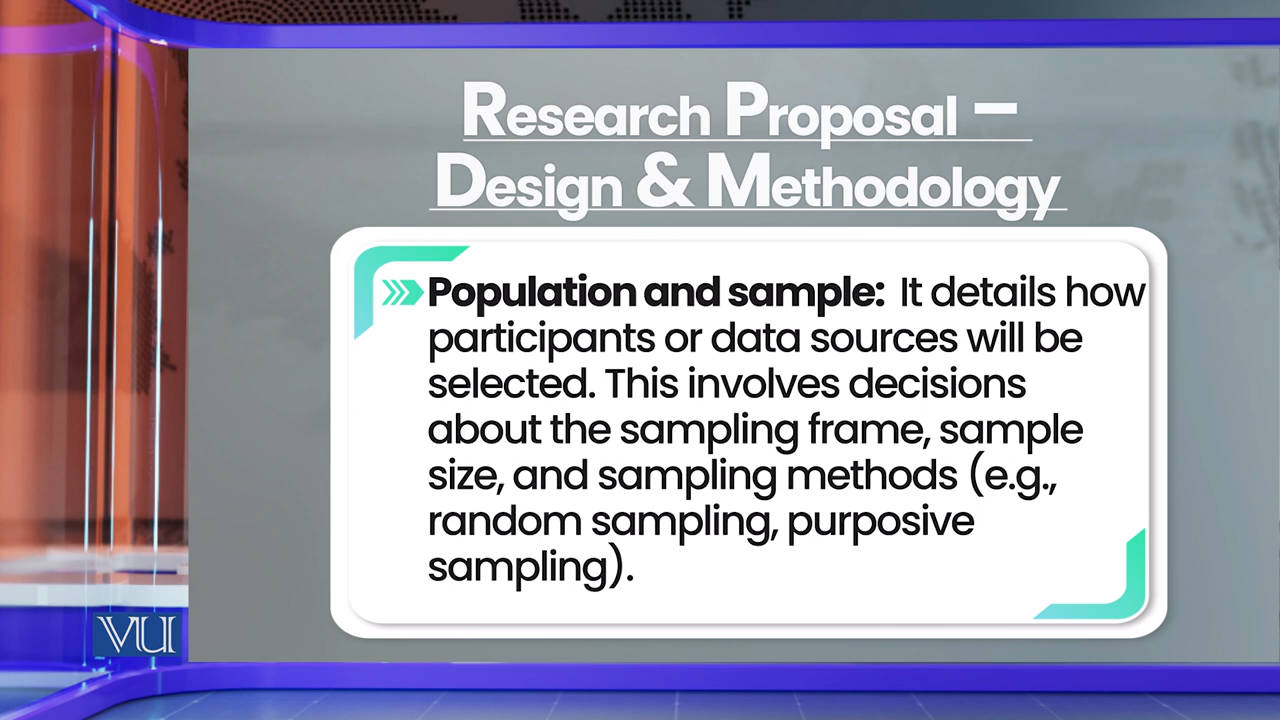 Research Proposal –
Design & Methodology
Population and sample: It details how
participants or data sources will be
selected. This involves decisions
about the sampling frame, sample
size, and sampling methods (e.g.,
random sampling, purposive
sampling).
VU